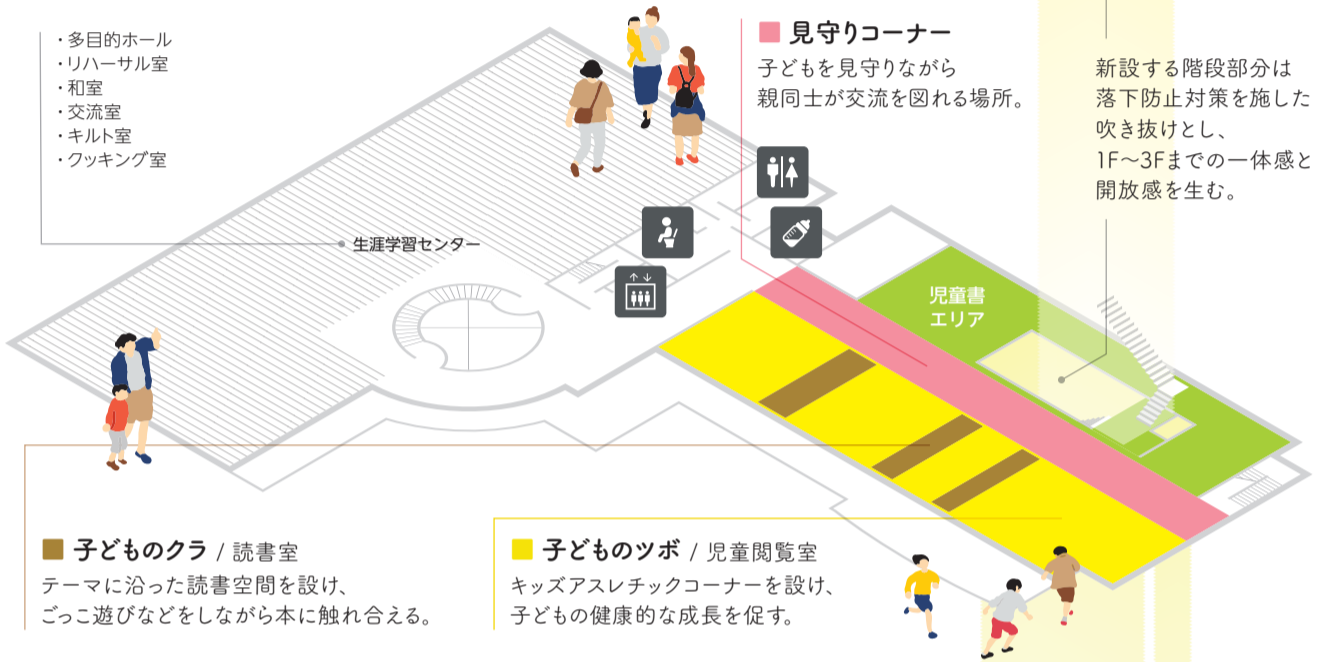 ・多目的ホール
・リハーサル室
・和室
・交流室
・キルト室
・クッキング室
生涯学習センター
見守りコーナー
子どもを見守りながら
親同士が交流を図れる場所。
新設する階段部分は
落下防止対策を施した
吹き抜けとし、
1F〜3Fまでの一体感と
開放感を生む。
児童書
エリア
子どものクラ / 読書室
テーマに沿った読書空間を設け、
ごっこ遊びなどをしながら本に触れ合える。
子どものツボ / 児童閲覧室
キッズアスレチックコーナーを設け、
子どもの健康的な成長を促す。